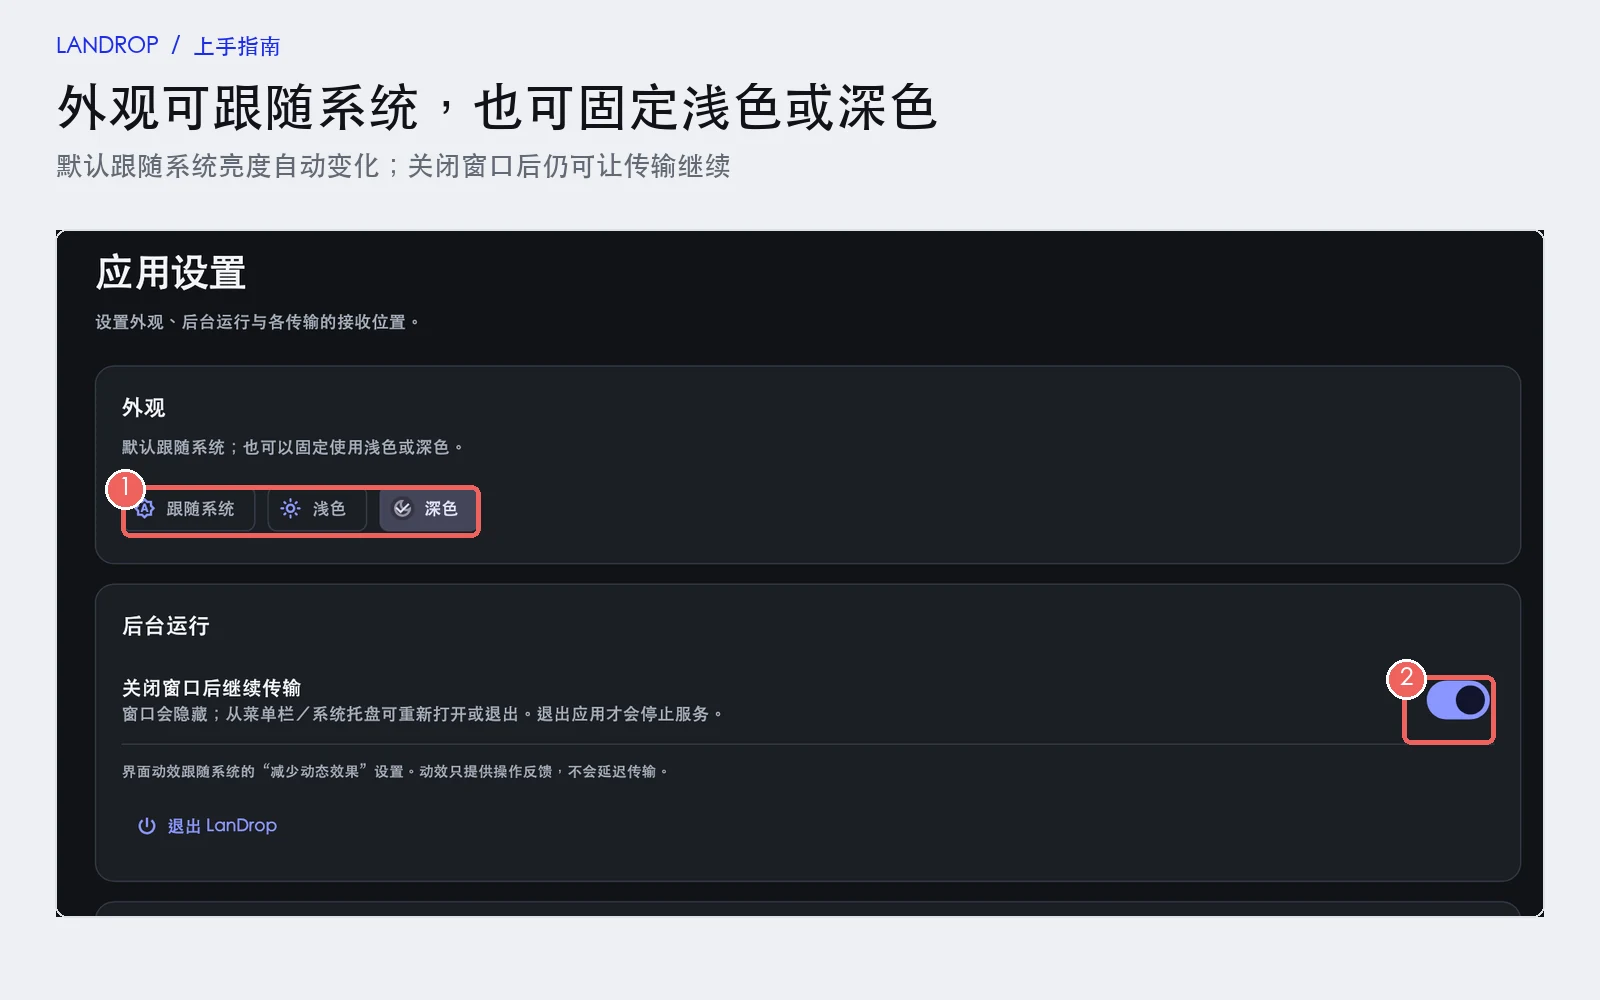 LANDROP / 上手指南
外观可跟随系统，也可固定浅色或深色
默认跟随系统亮度自动变化；关闭窗口后仍可让传输继续
应用设置
设置外观、后台运行与各传输的接收位置。
外观
默认跟随系统；也可以固定使用浅色或深色。
1
跟随系统 浅色 深色
后台运行
关闭窗口后继续传输
2
窗口会隐藏；从菜单栏／系统托盘可重新打开或退出。退出应用才会停止服务。
界面动效跟随系统的“减少动态效果”设置。动效只提供操作反馈，不会延迟传输。
退出 LanDrop